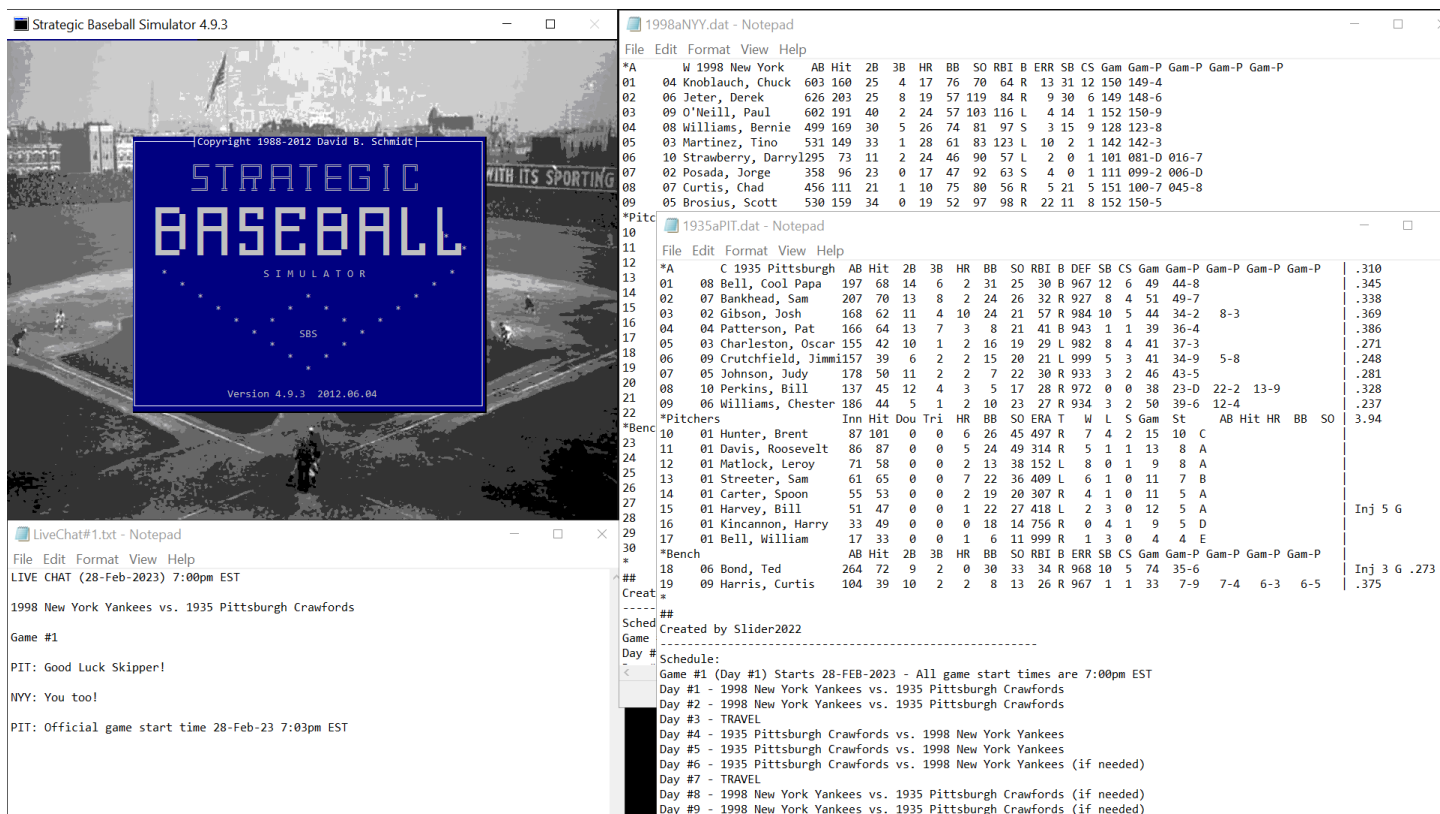 Strategic Baseball Simulator 4.9.3
WITH ITS SPORTING
Copyright 1988-2012 David B. Schmidt
STRATEGIC
BASEBALL
SIMULATOR
SBS
Version 4.9.3 2012.06.04
LiveChat#1.txt - Notepad
File Edit Format View Help
LIVE CHAT (28-Feb-2023) 7:00pm EST
1998 New York Yankees vs. 1935 Pittsburgh Crawfords
Game #1
PIT: Good Luck Skipper!
NYY: You too!
PIT: Official game start time 28-Feb-23 7:03pm EST
1998aNYY.dat - Notepad
File Edit Format View Help
*A W 1998 New York AB Hit 2B 3B HR BB SO RBI B ERR SB CS Gam Gam-P Gam-P Gam-P Gam-P
01 04 Knoblauch, Chuck 603 160 25 4 17 76 70 64 R 13 31 12 150 149-4
02 06 Jeter, Derek 626 203 25 8 19 57 119 84 R 9 30 6 149 148-6
03 09 O'Neill, Paul 602 191 40 2 24 57 103 116 L 4 14 1 152 150-9
04 08 Williams, Bernie 499 169 30 5 26 74 81 97 S 3 15 9 128 123-8
05 03 Martinez, Tino 531 149 33 1 28 61 83 123 L 10 2 1 142 142-3
06 10 Strawberry, Darryl295 73 11 2 24 46 90 57 L 2 0 1 101 081-D 016-7
07 02 Posada, Jorge 358 96 23 0 17 47 92 63 S 4 0 1 111 099-2 006-D
08 07 Curtis, Chad 456 111 21 1 10 75 80 56 R 5 21 5 151 100-7 045-8
09 05 Brosius, Scott 530 159 34 0 19 52 97 98 R 22 11 8 152 150-5
*Pitc
10
11
12
13
14
15
16
17
18
19
20
21
22
*Benc
23
24
25
26
27
28
29
30
*
##
Creat
-----
Sched
Game
Day #
1935aPIT.dat - Notepad
File Edit Format View Help
*A C 1935 Pittsburgh AB Hit 2B 3B HR BB SO RBI B DEF SB CS Gam Gam-P Gam-P Gam-P Gam-P | .310
01 08 Bell, Cool Papa 197 68 14 6 2 31 25 30 B 967 12 6 49 44-8 | .345
02 07 Bankhead, Sam 207 70 13 8 2 24 26 32 R 927 8 4 51 49-7 | .338
03 02 Gibson, Josh 168 62 11 4 10 24 21 57 R 984 10 5 44 34-2 8-3 | .369
04 04 Patterson, Pat 166 64 13 7 3 8 21 41 B 943 1 1 39 36-4 | .386
05 03 Charleston, Oscar 155 42 10 1 2 16 19 29 L 982 8 4 41 37-3 | .271
06 09 Crutchfield, Jimmi157 39 6 2 2 15 20 21 L 999 5 3 41 34-9 5-8 | .248
07 05 Johnson, Judy 178 50 11 2 2 7 22 30 R 933 3 2 46 43-5 | .281
08 10 Perkins, Bill 137 45 12 4 3 5 17 28 R 972 0 0 38 23-D 22-2 13-9 | .328
09 06 Williams, Chester 186 44 5 1 2 10 23 27 R 934 3 2 50 39-6 12-4 | .237
*Pitchers Inn Hit Dou Tri HR BB SO ERA T W L S Gam St AB Hit HR BB SO | 3.94
10 01 Hunter, Brent 87 101 0 0 6 26 45 497 R 7 4 2 15 10 C |
11 01 Davis, Roosevelt 86 87 0 0 5 24 49 314 R 5 1 1 13 8 A |
12 01 Matlock, Leroy 71 58 0 0 2 13 38 152 L 8 0 1 9 8 A |
13 01 Streeter, Sam 61 65 0 0 7 22 36 409 L 6 1 0 11 7 B |
14 01 Carter, Spoon 55 53 0 0 2 19 20 307 R 4 1 0 11 5 A |
15 01 Harvey, Bill 51 47 0 0 1 22 27 418 L 2 3 0 12 5 A | Inj 5 G
16 01 Kincannon, Harry 33 49 0 0 0 18 14 756 R 0 4 1 9 5 D |
17 01 Bell, William 17 33 0 0 1 6 11 999 R 1 3 0 4 4 E |
*Bench AB Hit 2B 3B HR BB SO RBI B ERR SB CS Gam Gam-P Gam-P Gam-P Gam-P |
18 06 Bond, Ted 264 72 9 2 0 30 33 34 R 968 10 5 74 35-6 | Inj 3 G .273
19 09 Harris, Curtis 104 39 10 2 2 8 13 26 R 967 1 1 33 7-9 7-4 6-3 6-5 | .375
*
##
Created by Slider2022
--------------------------------------------------------
Schedule:
Game #1 (Day #1) Starts 28-FEB-2023 - All game start times are 7:00pm EST
Day #1 - 1998 New York Yankees vs. 1935 Pittsburgh Crawfords
Day #2 - 1998 New York Yankees vs. 1935 Pittsburgh Crawfords
Day #3 - TRAVEL
Day #4 - 1935 Pittsburgh Crawfords vs. 1998 New York Yankees
Day #5 - 1935 Pittsburgh Crawfords vs. 1998 New York Yankees
Day #6 - 1935 Pittsburgh Crawfords vs. 1998 New York Yankees (if needed)
Day #7 - TRAVEL
Day #8 - 1998 New York Yankees vs. 1935 Pittsburgh Crawfords (if needed)
Day #9 - 1998 New York Yankees vs. 1935 Pittsburgh Crawfords (if needed)